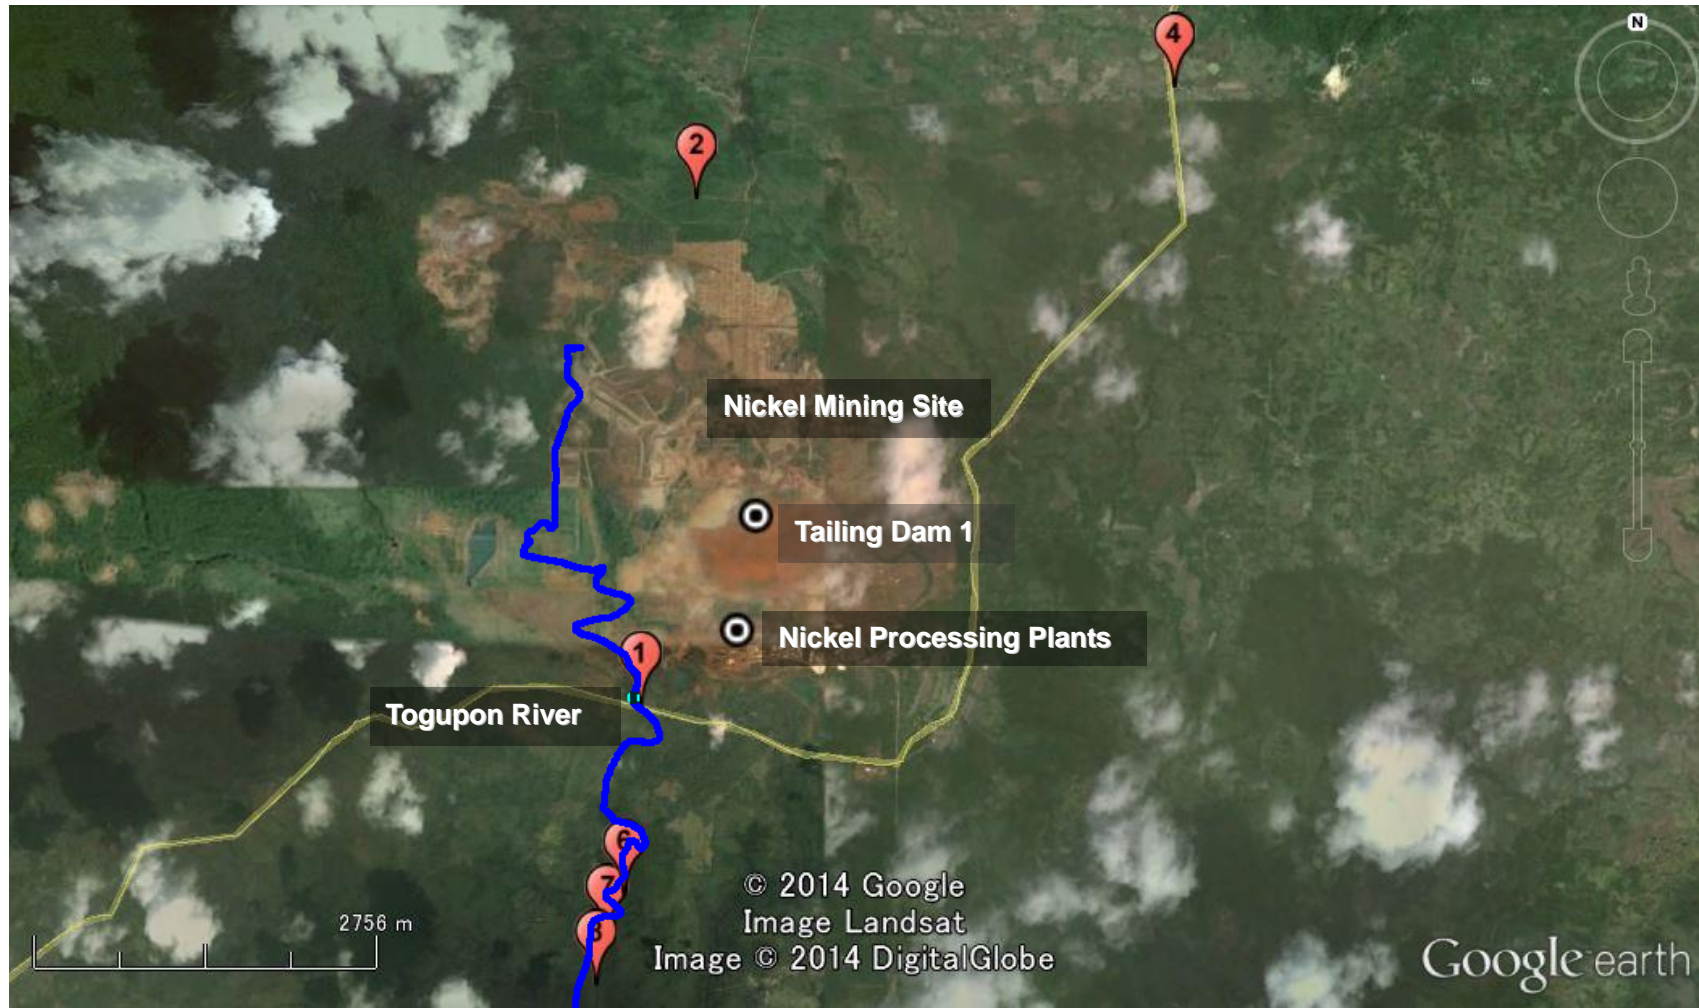 N
4
2
Nickel Mining Site
Tailing Dam 1
Nickel Processing Plants
1
Togupon River
6
7
8
2756 m
© 2014 Google
Image Landsat
Image © 2014 DigitalGlobe
Google earth